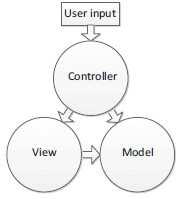 User input
Controller
View
Model